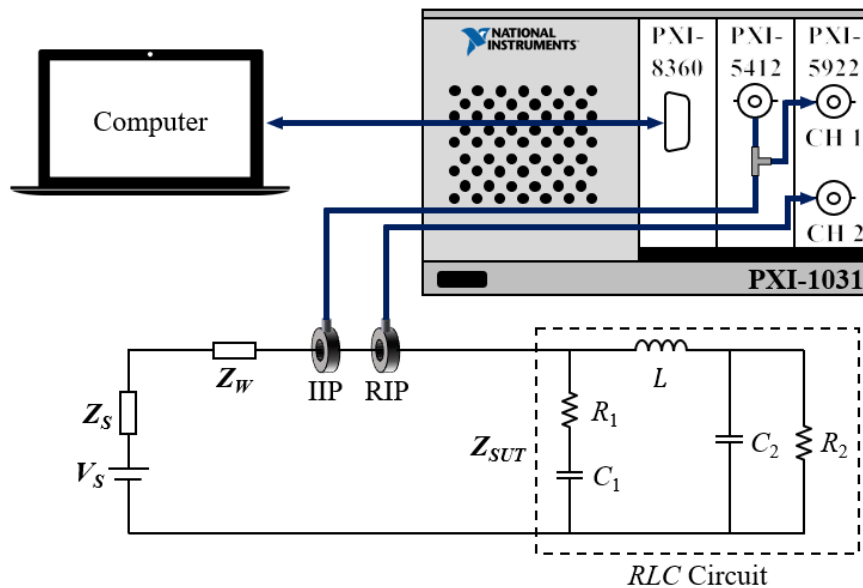 NATIONAL
INSTRUMENTS
PXI-
8360
PXI-
5412
PXI-
5922
Computer
CH 1
CH 2
PXI-1031
Z_W
IIP
RIP
Z_S
V_S
Z_SUT
L
R_1
C_1
C_2
R_2
RLC Circuit